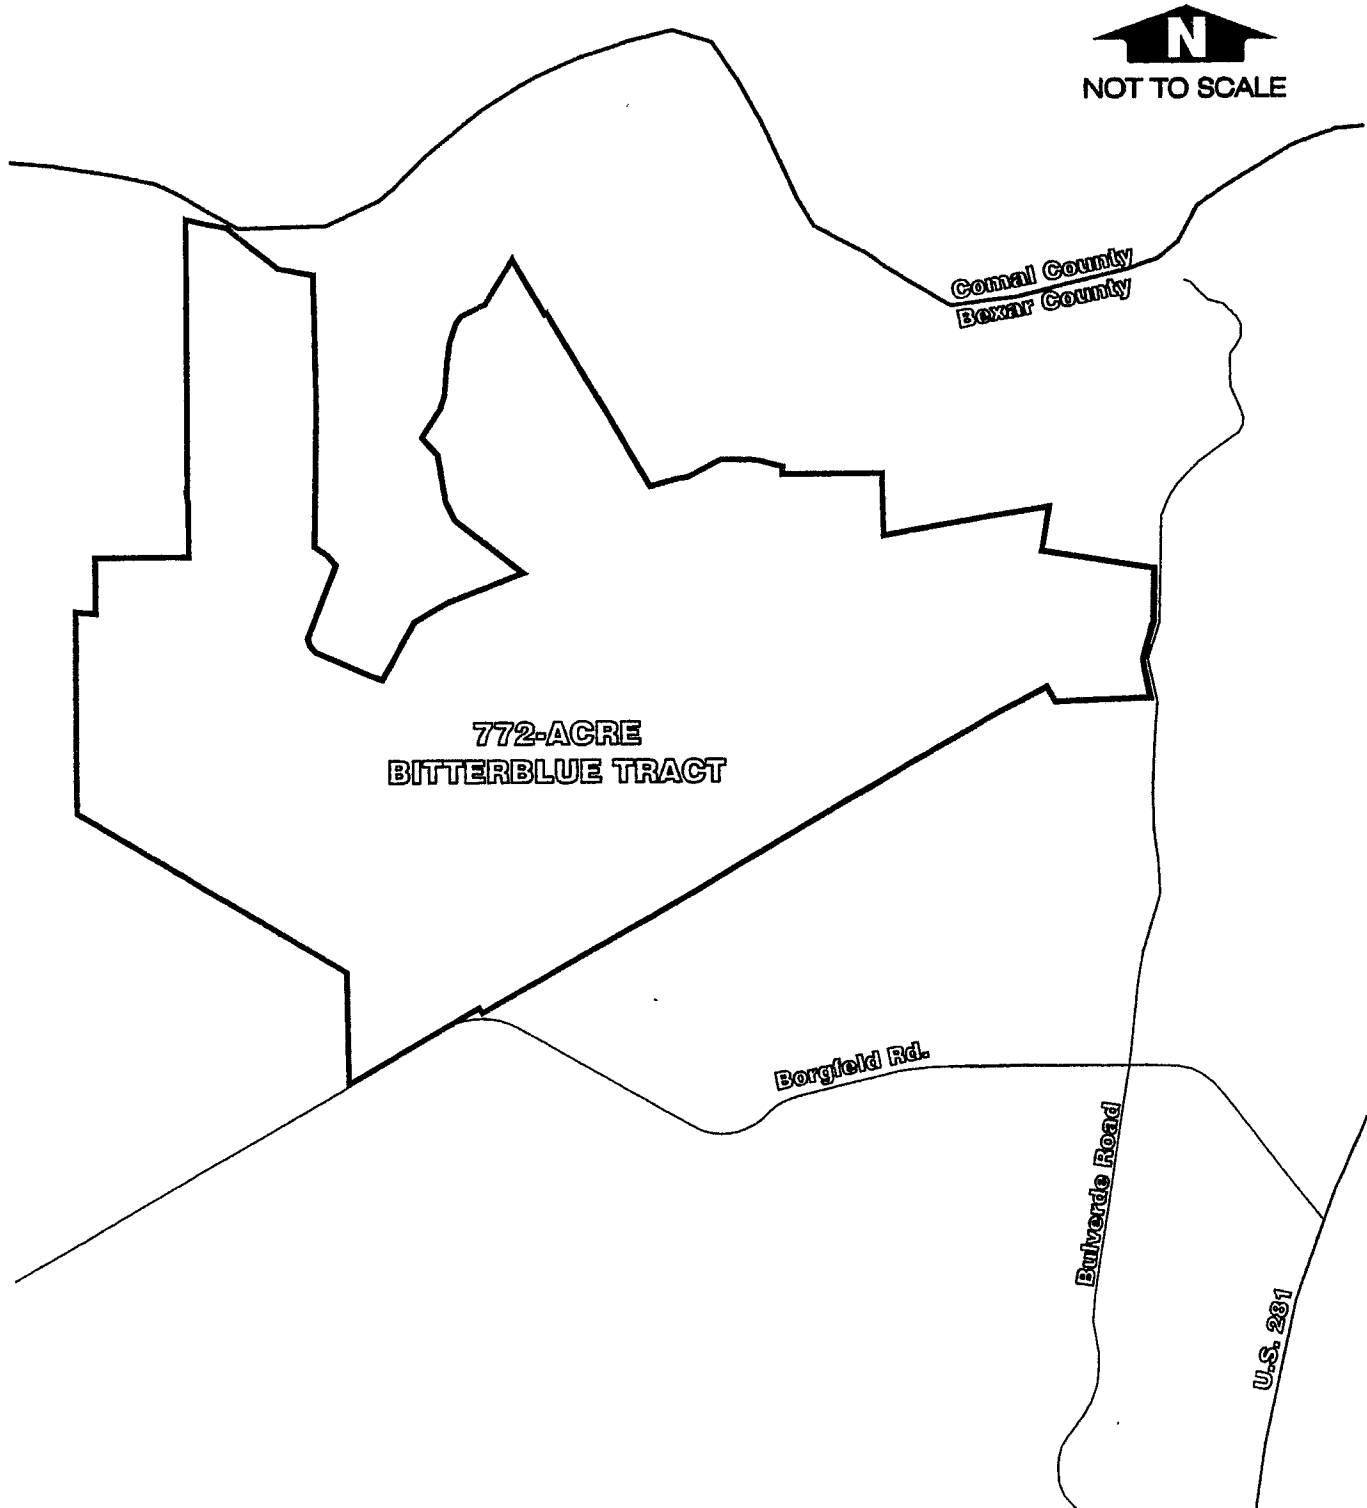 N
NOT TO SCALE
Comal County
Bexar County
772-ACRE
BITTERBLUE TRACT
Borgfeld Rd.
Bulverde Road
U.S. 281